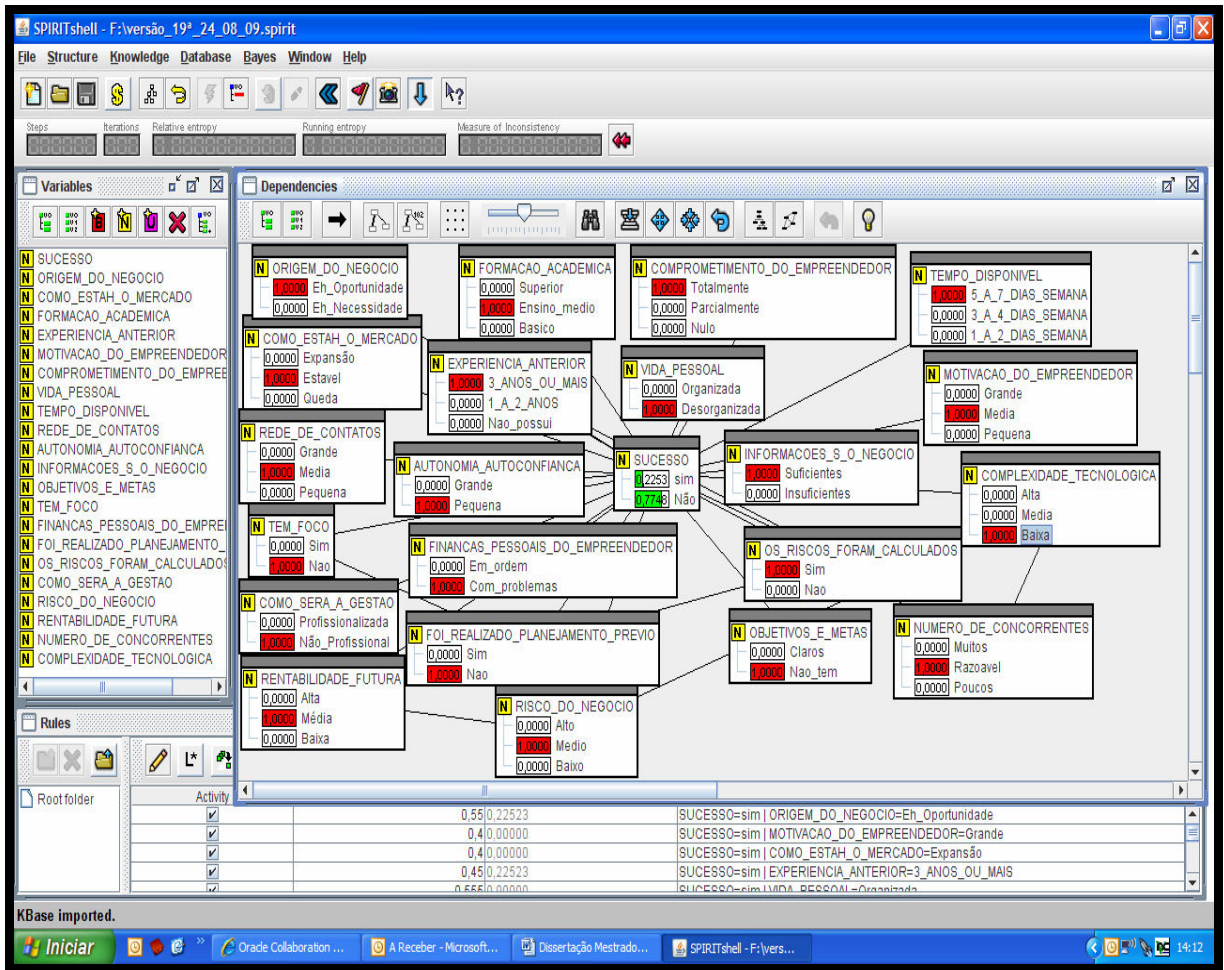 SPIRITshell - F:\versão_19ª_24_08_09.spirit
File Structure Knowledge Database Bayes Window Help
Steps Iterations Relative entropy Running entropy Measure of Inconsistency
Variables
SUCESSO
ORIGEM_DO_NEGOCIO
COMO_ESTAH_O_MERCADO
FORMACAO_ACADEMICA
EXPERIENCIA_ANTERIOR
MOTIVACAO_DO_EMPREENDEDOR
COMPROMETIMENTO_DO_EMPREE
VIDA_PESSOAL
TEMPO_DISPONIVEL
REDE_DE_CONTATOS
AUTONOMIA_AUTOCONFIANCA
INFORMACOES_S_O_NEGOCIO
OBJETIVOS_E_METAS
TEM_FOCO
FINANCAS_PESSOAIS_DO_EMPREI
FOI_REALIZADO_PLANEJAMENTO_
OS_RISCOS_FORAM_CALCULADOS
COMO_SERA_A_GESTAO
RISCO_DO_NEGOCIO
RENTABILIDADE_FUTURA
NUMERO_DE_CONCORRENTES
COMPLEXIDADE_TECNOLOGICA
Dependencies
N ORIGEM_DO_NEGOCIO
1,0000 Eh_Oportunidade
0,0000 Eh_Necessidade
N FORMACAO_ACADEMICA
0,0000 Superior
1,0000 Ensino_medio
0,0000 Basico
N COMPROMETIMENTO_DO_EMPREENDEDOR
1,0000 Totalmente
0,0000 Parcialmente
0,0000 Nulo
N TEMPO_DISPONIVEL
1,0000 5_A_7_DIAS_SEMANA
0,0000 3_A_4_DIAS_SEMANA
0,0000 1_A_2_DIAS_SEMANA
N COMO_ESTAH_O_MERCADO
0,0000 Expansão
1,0000 Estavel
0,0000 Queda
N EXPERIENCIA_ANTERIOR
1,0000 3_ANOS_OU_MAIS
0,0000 1_A_2_ANOS
0,0000 Nao_possui
N VIDA_PESSOAL
0,0000 Organizada
1,0000 Desorganizada
N MOTIVACAO_DO_EMPREENDEDOR
0,0000 Grande
1,0000 Media
0,0000 Pequena
N REDE_DE_CONTATOS
0,0000 Grande
1,0000 Media
0,0000 Pequena
N AUTONOMIA_AUTOCONFIANCA
0,0000 Grande
1,0000 Pequena
N SUCESSO
0,2253 sim
0,7748 Não
N INFORMACOES_S_O_NEGOCIO
1,0000 Suficientes
0,0000 Insuficientes
N COMPLEXIDADE_TECNOLOGICA
0,0000 Alta
0,0000 Media
1,0000 Baixa
N TEM_FOCO
0,0000 Sim
1,0000 Nao
N FINANCAS_PESSOAIS_DO_EMPREENDEDOR
0,0000 Em_ordem
1,0000 Com_problemas
N OS_RISCOS_FORAM_CALCULADOS
1,0000 Sim
0,0000 Nao
N COMO_SERA_A_GESTAO
0,0000 Profissionalizada
1,0000 Não_Profissional
N FOI_REALIZADO_PLANEJAMENTO_PREVIO
0,0000 Sim
1,0000 Nao
N OBJETIVOS_E_METAS
0,0000 Claros
1,0000 Nao_tem
N NUMERO_DE_CONCORRENTES
0,0000 Muitos
1,0000 Razoavel
0,0000 Poucos
N RENTABILIDADE_FUTURA
0,0000 Alta
1,0000 Média
0,0000 Baixa
N RISCO_DO_NEGOCIO
0,0000 Alto
1,0000 Medio
0,0000 Baixo
Rules
Root folder
Activity
0,55 0,22523 SUCESSO=sim | ORIGEM_DO_NEGOCIO=Eh_Oportunidade
0,4 0,00000 SUCESSO=sim | MOTIVACAO_DO_EMPREENDEDOR=Grande
0,4 0,00000 SUCESSO=sim | COMO_ESTAH_O_MERCADO=Expansão
0,45 0,22523 SUCESSO=sim | EXPERIENCIA_ANTERIOR=3_ANOS_OU_MAIS
0,555 0,00000 SUCESSO=sim | VIDA_PESSOAL=Organizada
KBase imported.
Iniciar Oracle Collaboration ... A Receber - Microsoft... Dissertação Mestrado... SPIRITshell - F:\vers... 14:12